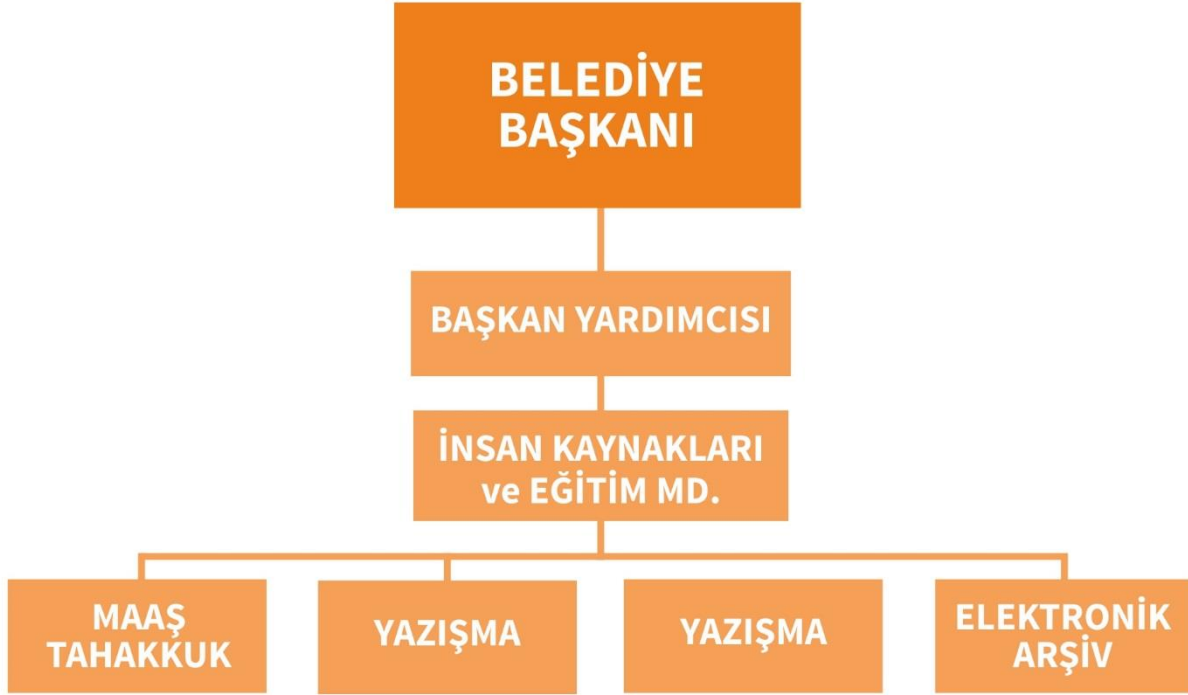 BELEDİYE
BAŞKANI
BAŞKAN YARDIMCISI
İNSAN KAYNAKLARI
ve EĞİTİM MD.
MAAŞ
TAHAKKUK
YAZIŞMA
YAZIŞMA
ELEKTRONİK
ARŞİV